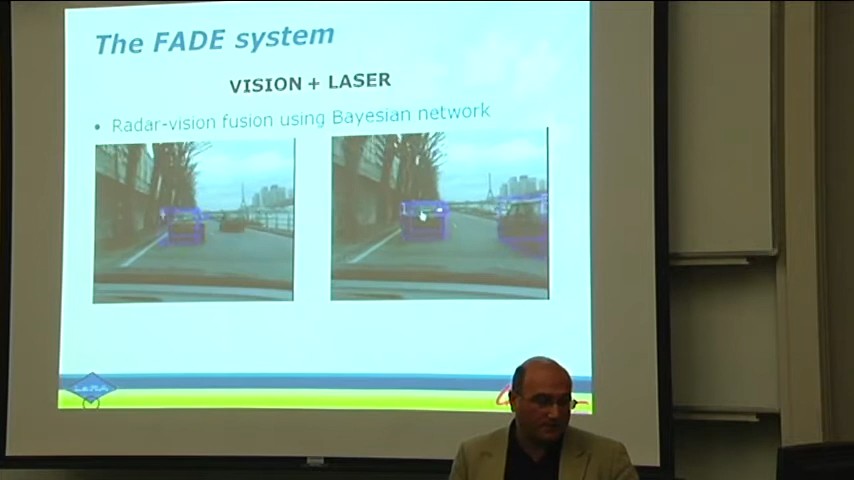 The FADE system
VISION + LASER
• Radar-vision fusion using Bayesian network